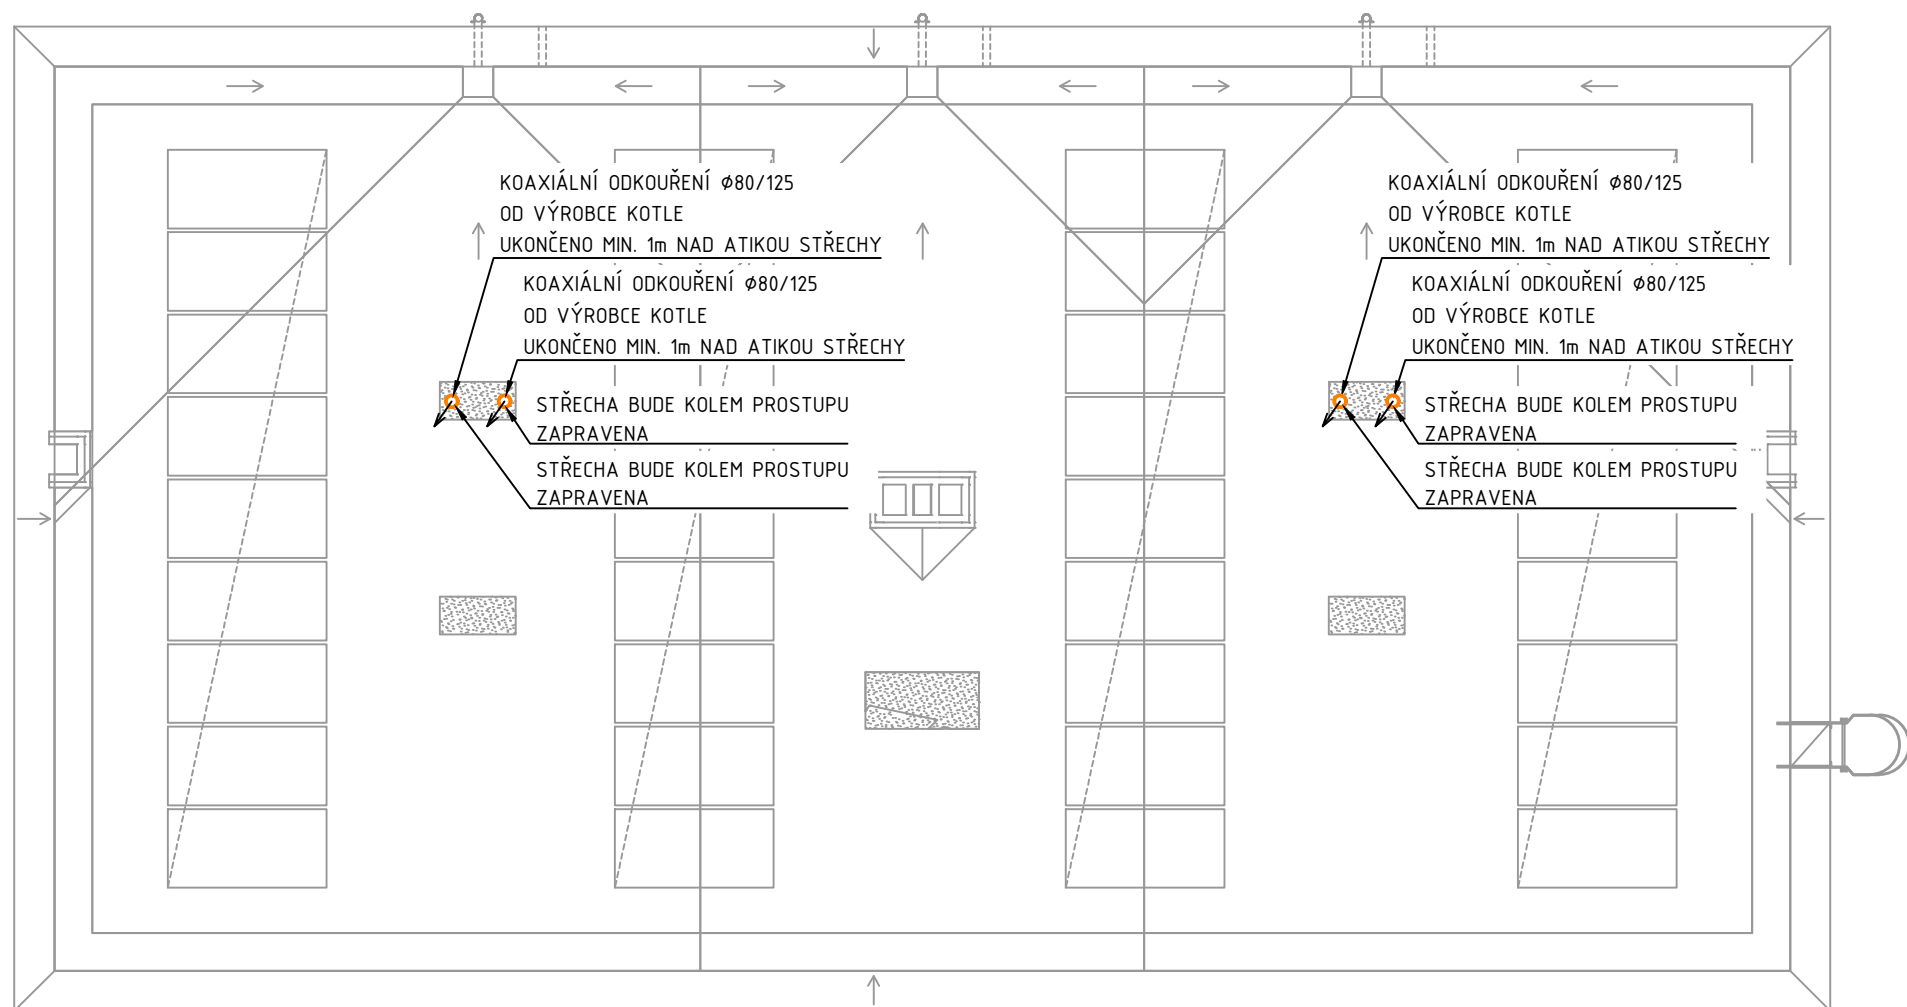 KOAXIÁLNÍ ODKOUŘENÍ Ø80/125
OD VÝROBCE KOTLE
UKONČENO MIN. 1m NAD ATIKOU STŘECHY
KOAXIÁLNÍ ODKOUŘENÍ Ø80/125
OD VÝROBCE KOTLE
UKONČENO MIN. 1m NAD ATIKOU STŘECHY
STŘECHA BUDE KOLEM PROSTUPU
ZAPRAVENA
STŘECHA BUDE KOLEM PROSTUPU
ZAPRAVENA
KOAXIÁLNÍ ODKOUŘENÍ Ø80/125
OD VÝROBCE KOTLE
UKONČENO MIN. 1m NAD ATIKOU STŘECHY
KOAXIÁLNÍ ODKOUŘENÍ Ø80/125
OD VÝROBCE KOTLE
UKONČENO MIN. 1m NAD ATIKOU STŘECHY
STŘECHA BUDE KOLEM PROSTUPU
ZAPRAVENA
STŘECHA BUDE KOLEM PROSTUPU
ZAPRAVENA